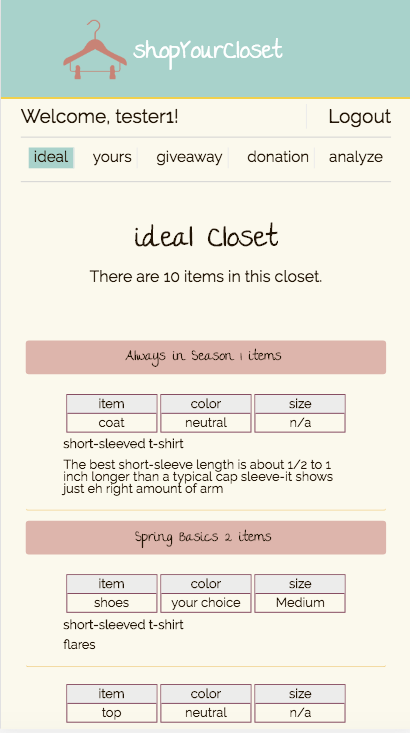 shopYourCloset
Welcome, tester1! Logout
ideal yours giveaway donation analyze
ideal Closet
There are 10 items in this closet.
Always in Season 1 items
item color size
coat neutral n/a
short-sleeved t-shirt
The best short-sleeve length is about 1/2 to 1
inch longer than a typical cap sleeve-it shows
just eh right amount of arm
Spring Basics 2 items
item color size
shoes your choice Medium
short-sleeved t-shirt
flares
item color size
top neutral n/a